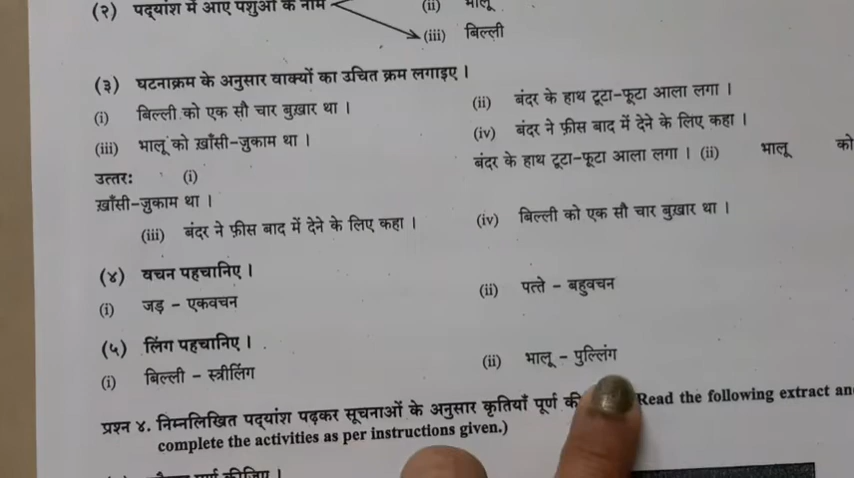 (२) पद्यांश में आए पशुओं के नाम
(ii) भालू
(iii) बिल्ली
(३) घटनाक्रम के अनुसार वाक्यों का उचित क्रम लगाइए ।
(i) बिल्ली को एक सौ चार बुख़ार था । (ii) बंदर के हाथ टूटा-फूटा आला लगा ।
(iii) भालू को ख़ाँसी-ज़ुकाम था । (iv) बंदर ने फ़ीस बाद में देने के लिए कहा ।
उत्तरः (i) बंदर के हाथ टूटा-फूटा आला लगा । (ii) भालू को
ख़ाँसी-ज़ुकाम था ।
(iii) बंदर ने फ़ीस बाद में देने के लिए कहा । (iv) बिल्ली को एक सौ चार बुख़ार था ।
(४) वचन पहचानिए ।
(i) जड़ – एकवचन (ii) पत्ते – बहुवचन
(५) लिंग पहचानिए ।
(i) बिल्ली – स्त्रीलिंग (ii) भालू – पुल्लिंग
प्रश्न ४. निम्नलिखित पद्यांश पढ़कर सूचनाओं के अनुसार कृतियाँ पूर्ण Read the following extract an
complete the activities as per instructions given.)
पूर्ण कीजिए ।